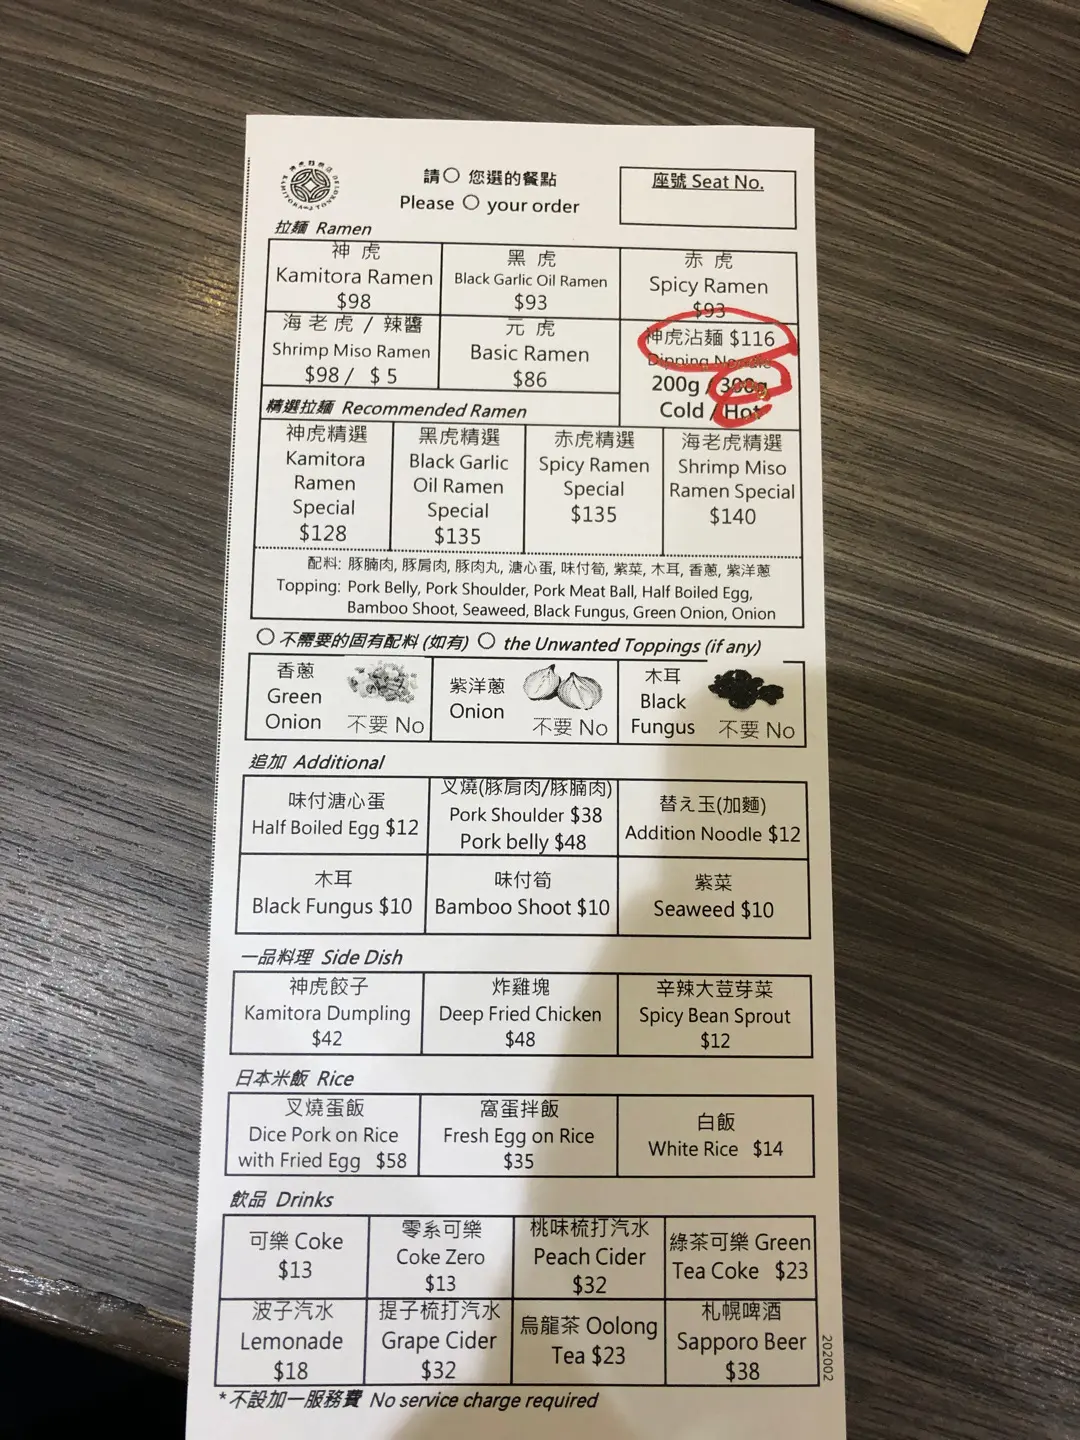 請○ 您選的餐點
Please ○ your order
座號 Seat No.
拉麵 Ramen
神虎
Kamitora Ramen
$98
黑虎
Black Garlic Oil Ramen
$93
赤虎
Spicy Ramen
$93
海老虎 / 辣醬
Shrimp Miso Ramen
$98 / $5
元虎
Basic Ramen
$86
神虎沾麵 $116
Dipping Noodle
200g / 300g
Cold / Hot
精選拉麵 Recommended Ramen
神虎精選
Kamitora
Ramen
Special
$128
黑虎精選
Black Garlic
Oil Ramen
Special
$135
赤虎精選
Spicy Ramen
Special
$135
海老虎精選
Shrimp Miso
Ramen Special
$140
配料: 豚腩肉, 豚肩肉, 豚肉丸, 溏心蛋, 味付筍, 紫菜, 木耳, 香蔥, 紫洋蔥
Topping: Pork Belly, Pork Shoulder, Pork Meat Ball, Half Boiled Egg,
Bamboo Shoot, Seaweed, Black Fungus, Green Onion, Onion
○ 不需要的固有配料 (如有) ○ the Unwanted Toppings (if any)
香蔥
Green
Onion
不要 No
紫洋蔥
Onion
不要 No
木耳
Black
Fungus
不要 No
追加 Additional
味付溏心蛋
Half Boiled Egg $12
叉燒(豚肩肉/豚腩肉)
Pork Shoulder $38
Pork belly $48
替え玉(加麵)
Addition Noodle $12
木耳
Black Fungus $10
味付筍
Bamboo Shoot $10
紫菜
Seaweed $10
一品料理 Side Dish
神虎餃子
Kamitora Dumpling
$42
炸雞塊
Deep Fried Chicken
$48
辛辣大荳芽菜
Spicy Bean Sprout
$12
日本米飯 Rice
叉燒蛋飯
Dice Pork on Rice
with Fried Egg $58
窩蛋拌飯
Fresh Egg on Rice
$35
白飯
White Rice $14
飲品 Drinks
可樂 Coke
$13
零系可樂
Coke Zero
$13
桃味梳打汽水
Peach Cider
$32
綠茶可樂 Green
Tea Coke $23
波子汽水
Lemonade
$18
提子梳打汽水
Grape Cider
$32
烏龍茶 Oolong
Tea $23
札幌啤酒
Sapporo Beer
$38
202002
*不設加一服務費 No service charge required